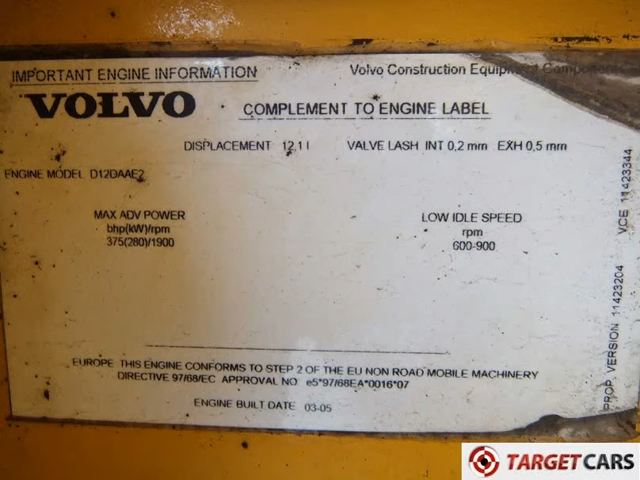 IMPORTANT ENGINE INFORMATION
Volvo Construction Equipment Company
VOLVO
COMPLEMENT TO ENGINE LABEL
DISPLACEMENT 12,1 l VALVE LASH INT 0,2 mm EXH 0,5 mm
ENGINE MODEL D12DAAE2
MAX ADV POWER
bhp(kW)/rpm
375(280)/1900
LOW IDLE SPEED
rpm
600-900
EUROPE THIS ENGINE CONFORMS TO STEP 2 OF THE EU NON ROAD MOBILE MACHINERY
DIRECTIVE 97/68/EC APPROVAL NO e5*97/68EA*0016*07
ENGINE BUILT DATE 03-05
PROP VERSION 11423204 VCE 11423344
TARGETCARS